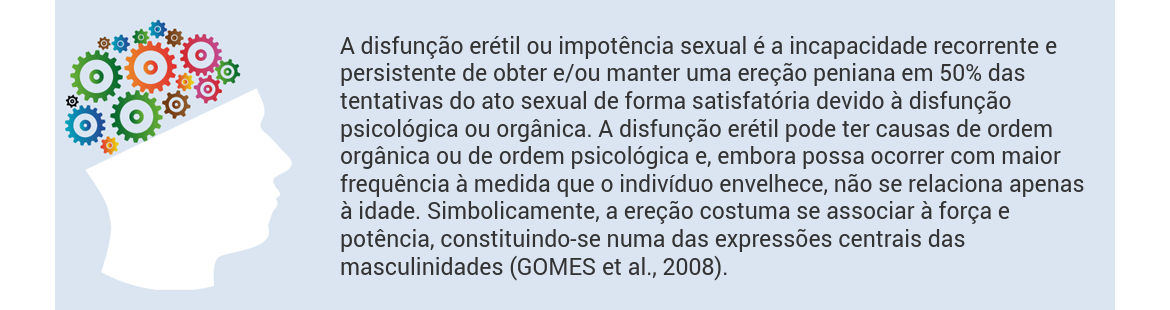 A disfunção erétil ou impotência sexual é a incapacidade recorrente e
persistente de obter e/ou manter uma ereção peniana em 50% das
tentativas do ato sexual de forma satisfatória devido à disfunção
psicológica ou orgânica. A disfunção erétil pode ter causas de ordem
orgânica ou de ordem psicológica e, embora possa ocorrer com maior
frequência à medida que o indivíduo envelhece, não se relaciona apenas
à idade. Simbolicamente, a ereção costuma se associar à força e
potência, constituindo-se numa das expressões centrais das
masculinidades (GOMES et al., 2008).